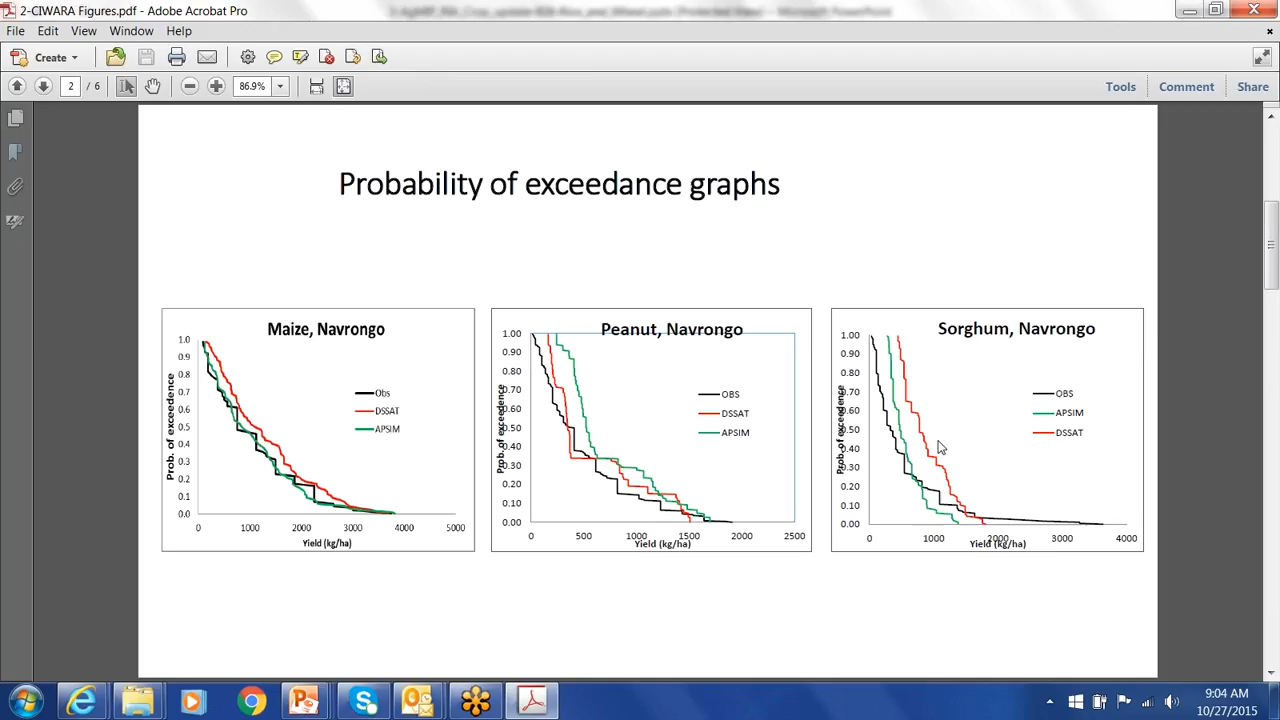 2-CIWARA Figures.pdf - Adobe Acrobat Pro
File Edit View Window Help
Create
2 / 6 86.9% Tools Comment Share
Probability of exceedance graphs
Maize, Navrongo
Prob. of exceedence
1.0
0.9
0.8
0.7
0.6
0.5
0.4
0.3
0.2
0.1
0.0
0 1000 2000 3000 4000 5000
Yield (kg/ha)
Obs
DSSAT
APSIM
Peanut, Navrongo
Prob. of exceedence
1.00
0.90
0.80
0.70
0.60
0.50
0.40
0.30
0.20
0.10
0.00
0 500 1000 1500 2000 2500
Yield (kg/ha)
OBS
DSSAT
APSIM
Sorghum, Navrongo
Prob. of exceedence
1.00
0.90
0.80
0.70
0.60
0.50
0.40
0.30
0.20
0.10
0.00
0 1000 2000 3000 4000
Yield (kg/ha)
OBS
APSIM
DSSAT
9:04 AM
10/27/2015